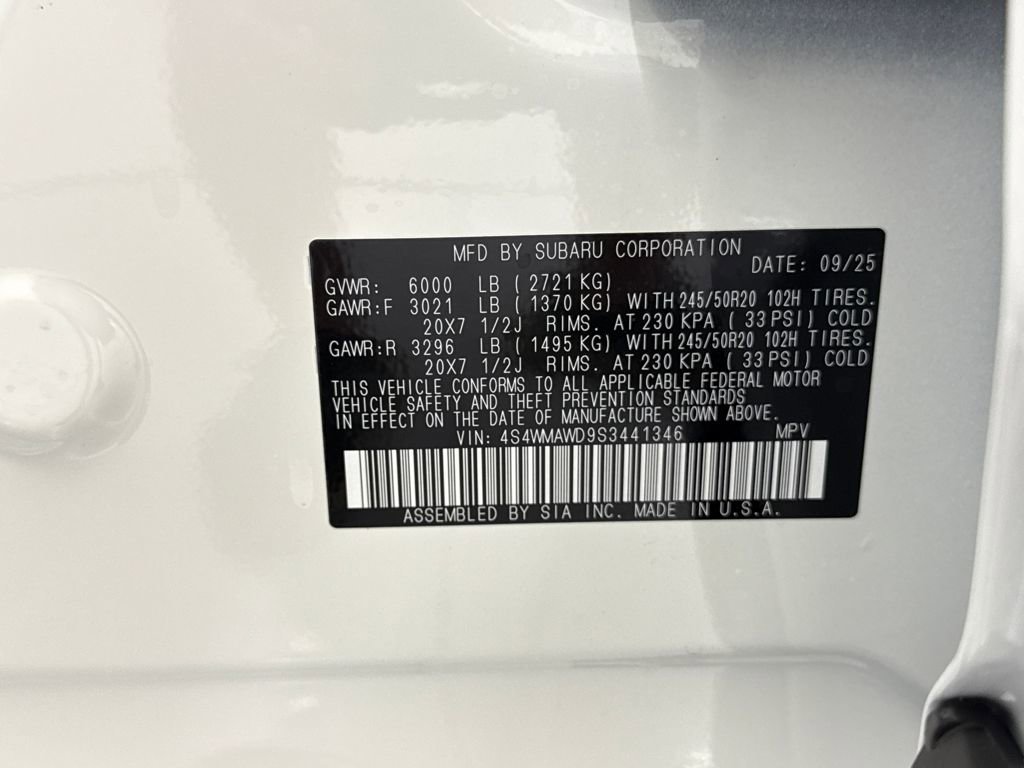 MFD BY SUBARU CORPORATION
DATE: 09/25
GVWR: 6000 LB ( 2721 KG)
GAWR:F 3021 LB ( 1370 KG) WITH 245/50R20 102H TIRES.
20X7 1/2J RIMS. AT 230 KPA ( 33 PSI) COLD
GAWR:R 3296 LB ( 1495 KG) WITH 245/50R20 102H TIRES.
20X7 1/2J RIMS. AT 230 KPA ( 33 PSI) COLD
THIS VEHICLE CONFORMS TO ALL APPLICABLE FEDERAL MOTOR
VEHICLE SAFETY AND THEFT PREVENTION STANDARDS
IN EFFECT ON THE DATE OF MANUFACTURE SHOWN ABOVE.
VIN: 4S4WMAWD9S3441346 MPV
ASSEMBLED BY SIA INC. MADE IN U.S.A.